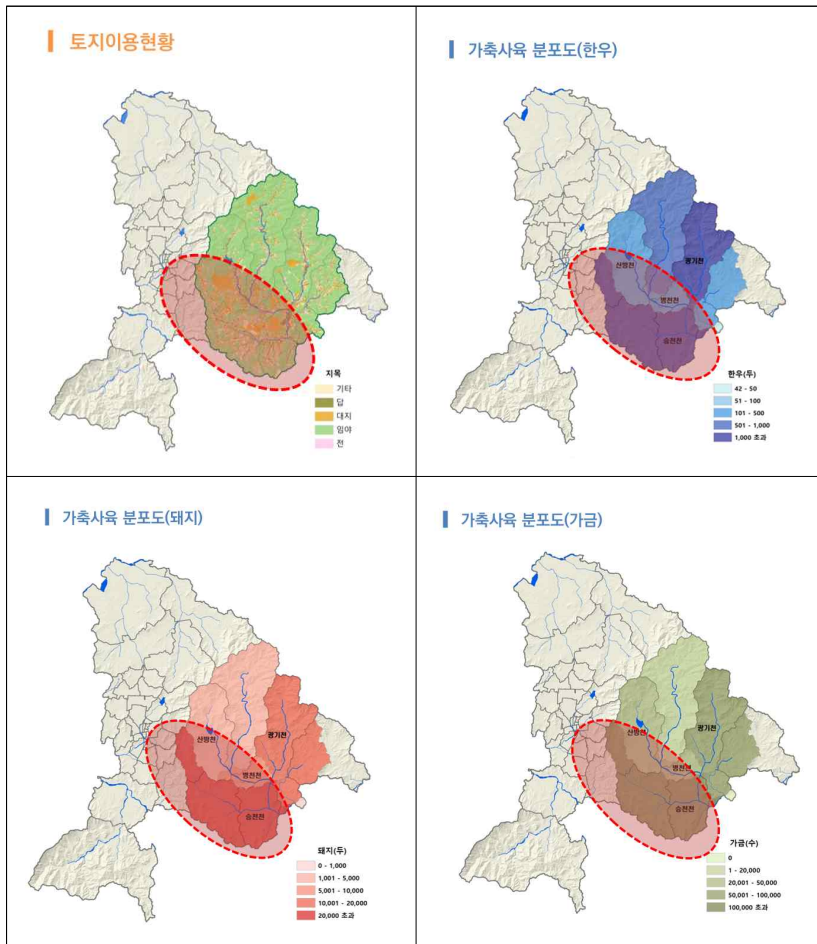 토지이용현황
지목
기타
답
대지
임야
전
가축사육 분포도(한우)
산방천
광기천
병천천
승천천
한우(두)
42 - 50
51 - 100
101 - 500
501 - 1,000
1,000 초과
가축사육 분포도(돼지)
산방천
광기천
병천천
승천천
돼지(두)
0 - 1,000
1,001 - 5,000
5,001 - 10,000
10,001 - 20,000
20,000 초과
가축사육 분포도(가금)
산방천
광기천
병천천
승천천
가금(수)
0
1 - 20,000
20,001 - 50,000
50,001 - 100,000
100,000 초과